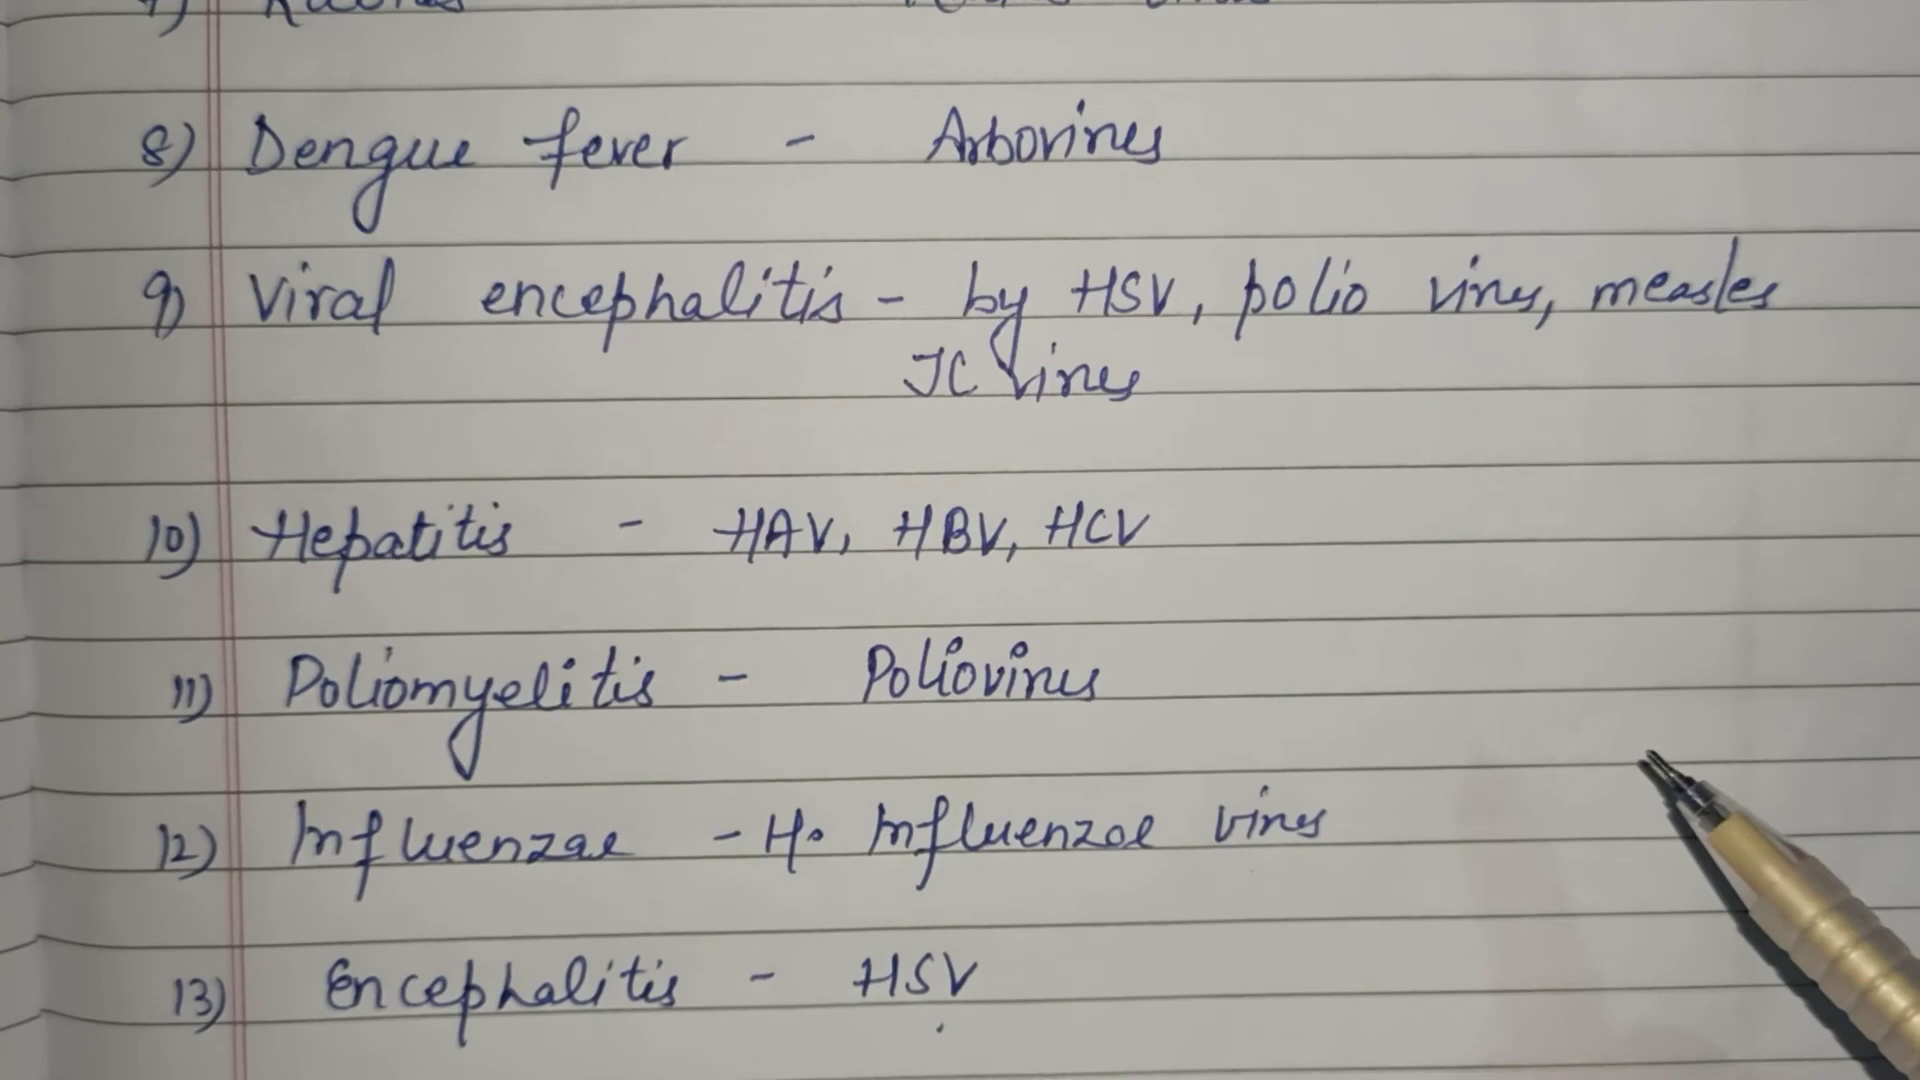 8) Dengue fever - Arbovirus
9) Viral encephalitis - by HSV, polio virus, measles
JC Virus
10) Hepatitis - HAV, HBV, HCV
11) Poliomyelitis - Poliovirus
12) Influenzae - H. Influenzae virus
13) Encephalitis - HSV